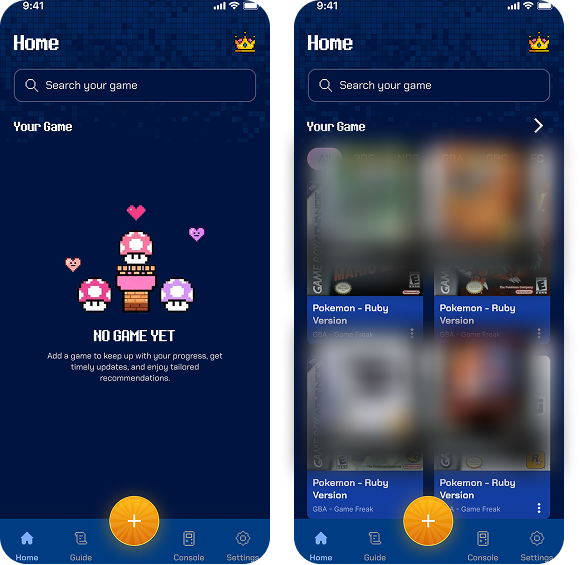 9:41
Home
Search your game
Your Game
NO GAME YET
Add a game to keep up with your progress, get
timely updates, and enjoy tailored
recommendations.
Home
Guide
Console
Settings
9:41
Home
Search your game
Your Game
GAME BOY ADVANCE
Pokemon - Ruby
Version
GBA - Game Freak
Pokemon - Ruby
Version
GBA - Game Freak
Pokemon - Ruby
Version
GBA - Game Freak
Pokemon - Ruby
Version
GBA - Game Freak
Home
Guide
Console
Settings